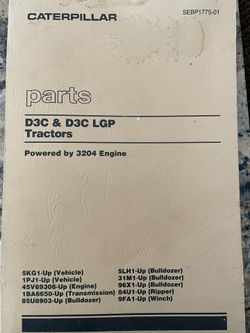 CATERPILLAR
SEBP1775-01
parts
D3C & D3C LGP
Tractors
Powered by 3204 Engine
5KG1-Up (Vehicle)
1PJ1-Up (Vehicle)
45V69306-Up (Engine)
1BA6650-Up (Transmission)
85U8903-Up (Bulldozer)
5LH1-Up (Bulldozer)
31M1-Up (Bulldozer)
96X1-Up (Bulldozer)
84U1-Up (Ripper)
9FA1-Up (Winch)